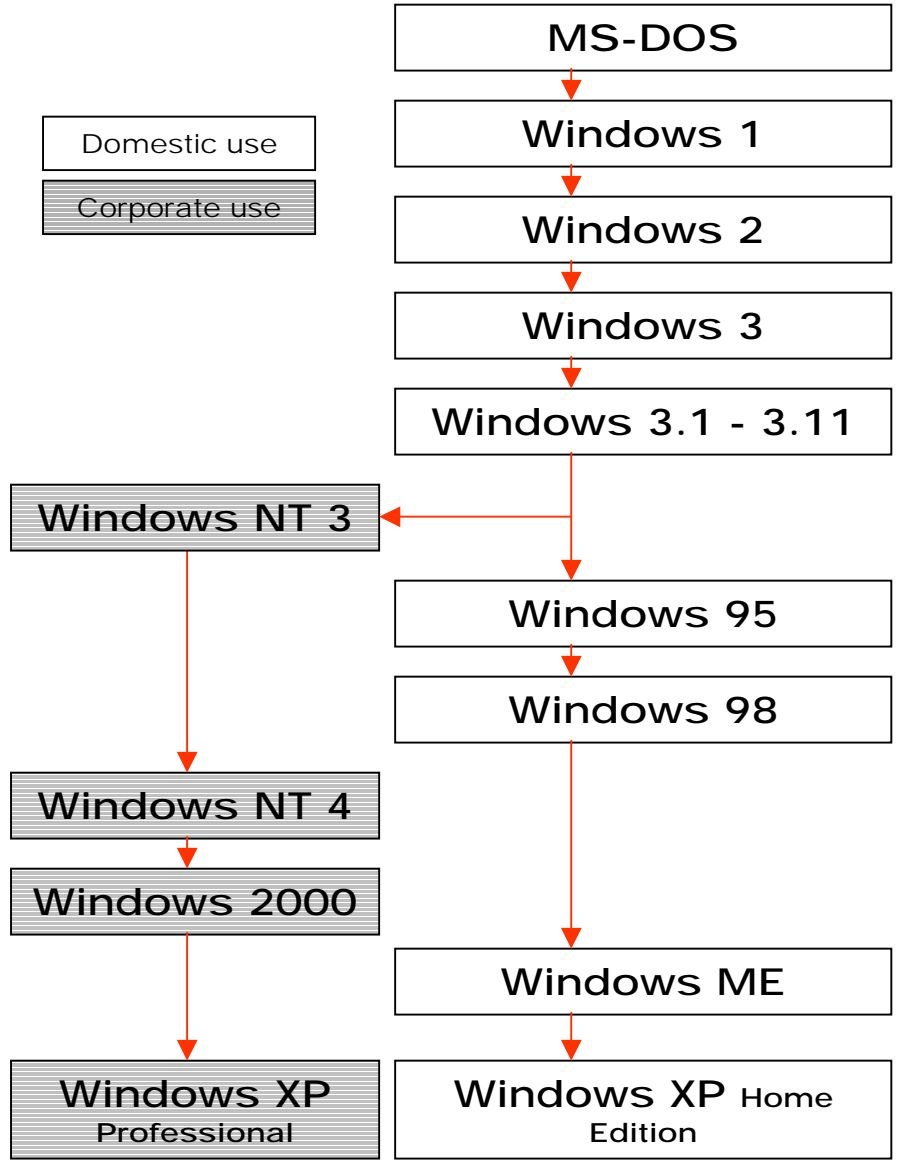 MS-DOS
Windows 1
Domestic use
Corporate use
Windows 2
Windows 3
Windows 3.1 - 3.11
Windows NT 3
Windows 95
Windows 98
Windows NT 4
Windows 2000
Windows ME
Windows XP
Professional
Windows XP Home
Edition